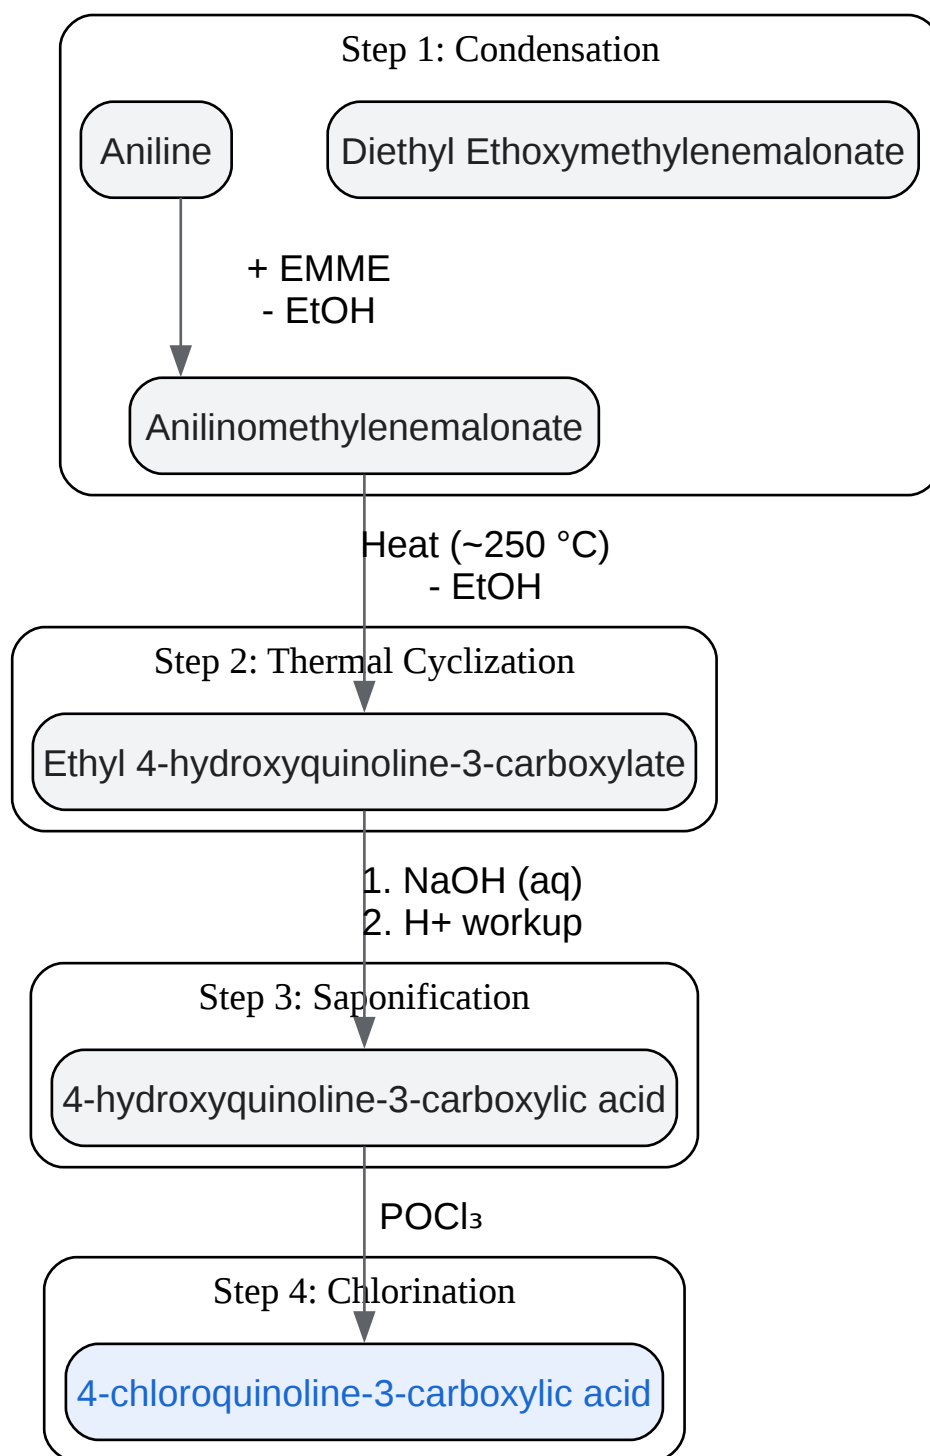 Step 1: Condensation
Aniline
Diethyl Ethoxymethylenemalonate
+ EMME
- EtOH
Anilinomethylenemalonate
Heat (~250 °C)
- EtOH
Step 2: Thermal Cyclization
Ethyl 4-hydroxyquinoline-3-carboxylate
1. NaOH (aq)
2. H+ workup
Step 3: Saponification
4-hydroxyquinoline-3-carboxylic acid
POCl₃
Step 4: Chlorination
4-chloroquinoline-3-carboxylic acid